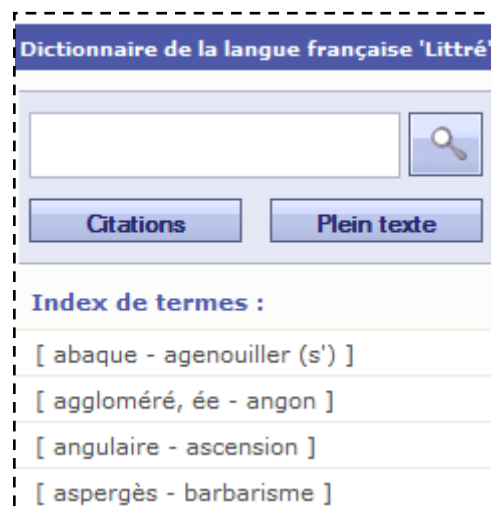 Dictionnaire de la langue française 'Littré'
Citations Plein texte
Index de termes :
[ abaque - agenouiller (s') ]
[ aggloméré, ée - angon ]
[ angulaire - ascension ]
[ aspergès - barbarisme ]